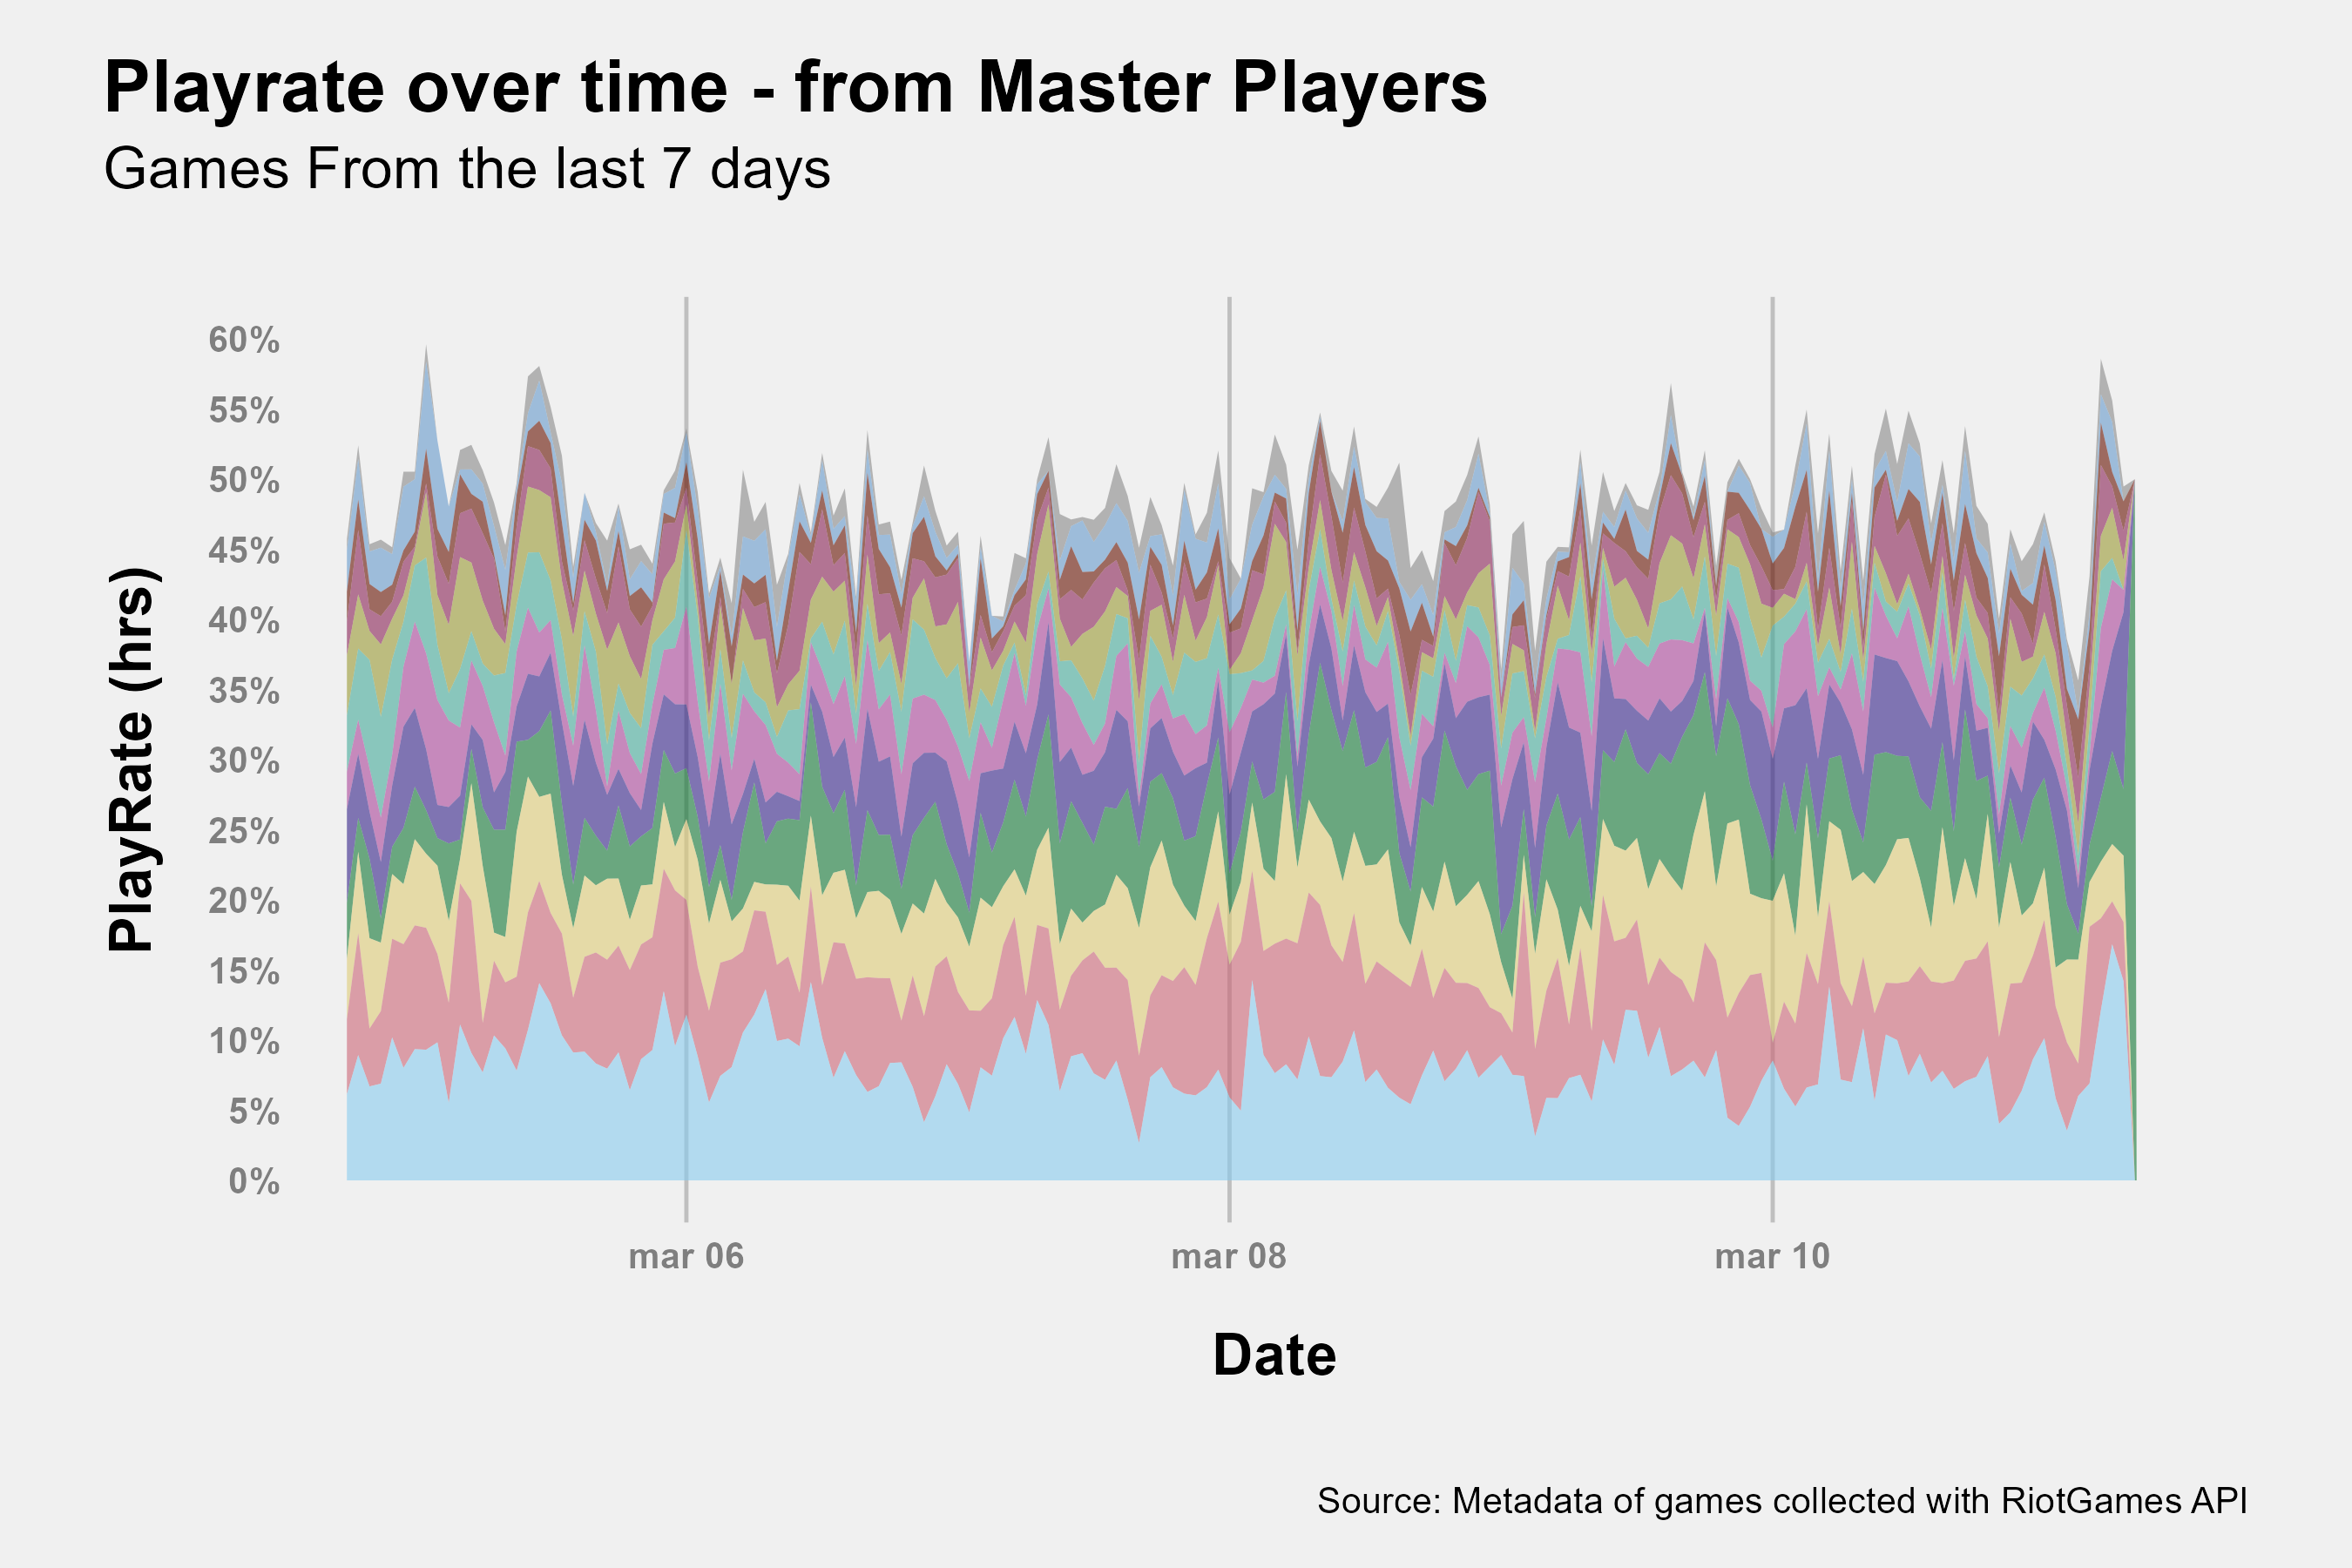 Playrate over time - from Master Players
Games From the last 7 days
60%
55%
50%
45%
40%
35%
30%
25%
20%
15%
10%
5%
0%
PlayRate (hrs)
mar 06
mar 08
mar 10
Date
Source: Metadata of games collected with RiotGames API